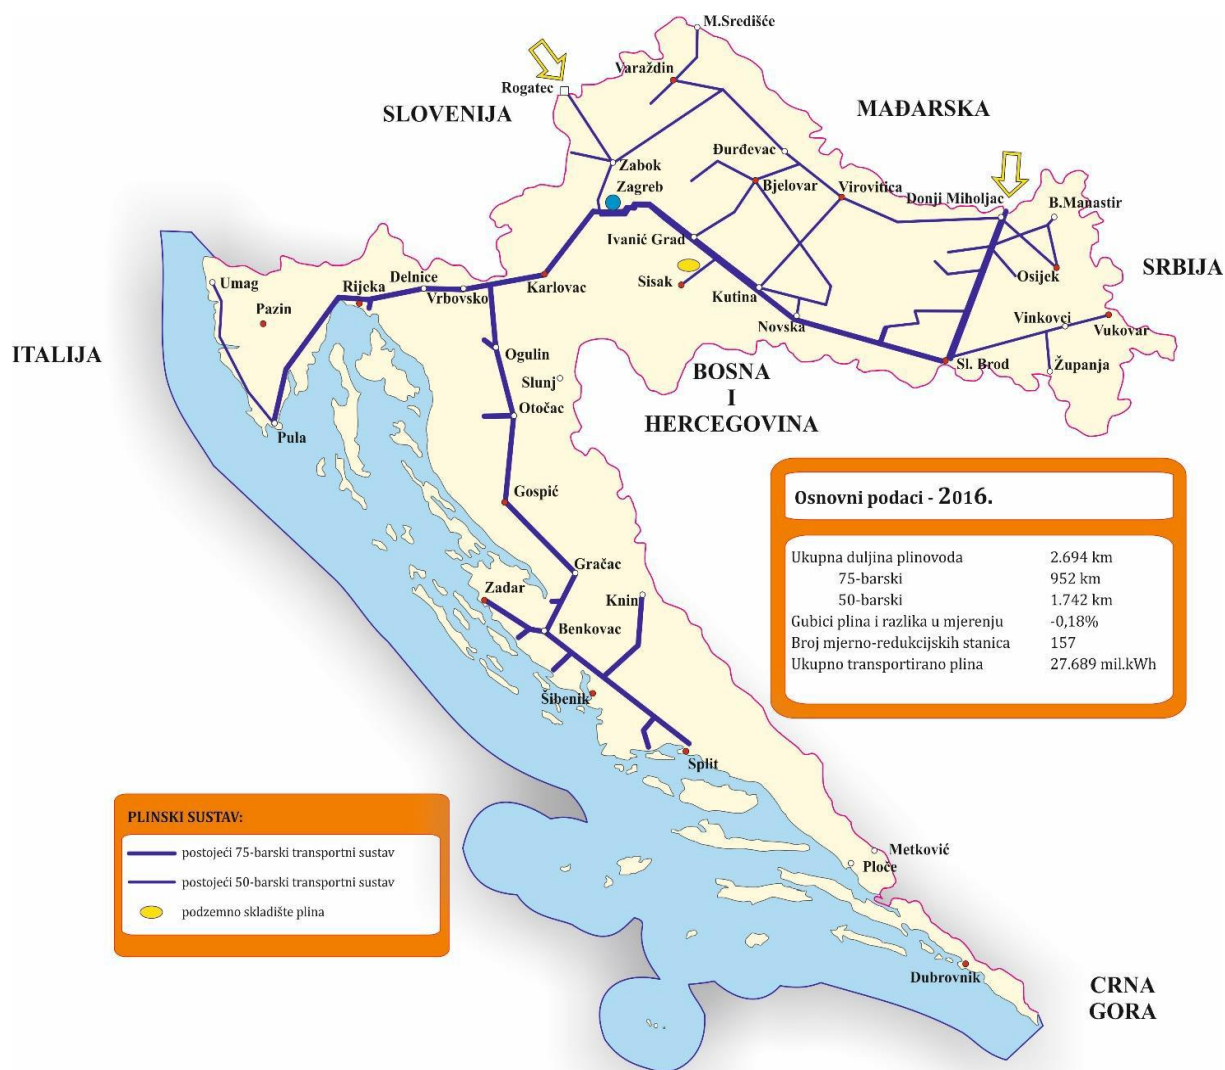 M.Središće
Varaždin
Rogatec
SLOVENIJA
MAĐARSKA
Đurđevac
Zabok
Zagreb
Bjelovar
Virovitica
Donji Miholjac
B.Manastir
Ivanić Grad
SRBIJA
Umag
Delnice
Rijeka
Vrbovsko
Karlovac
Sisak
Kutina
Osijek
Pazin
Novska
Vinkovci
Vukovar
ITALIJA
Ogulin
Sl. Brod
Županja
Slunj
BOSNA
I
HERCEGOVINA
Otočac
Pula
Gospić
Gračac
Zadar
Knin
Benkovac
Šibenik
Split
Metković
Ploče
Dubrovnik
CRNA
GORA
Osnovni podaci - 2016.
Ukupna duljina plinovoda 2.694 km
75-barski 952 km
50-barski 1.742 km
Gubici plina i razlika u mjerenju -0,18%
Broj mjerno-redukcijskih stanica 157
Ukupno transportirano plina 27.689 mil.kWh
PLINSKI SUSTAV:
postojeći 75-barski transportni sustav
postojeći 50-barski transportni sustav
podzemno skladište plina